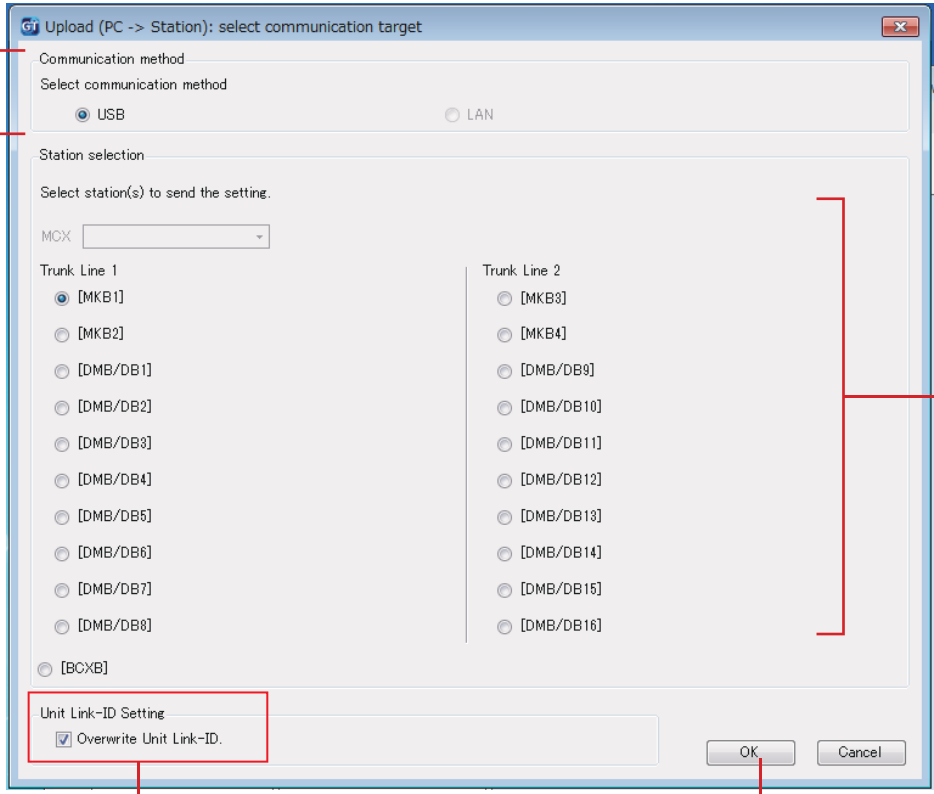 GT Upload (PC -> Station): select communication target
Communication method
Select communication method
USB
LAN
Station selection
Select station(s) to send the setting.
MCX
Trunk Line 1
[MKB1]
[MKB2]
[DMB/DB1]
[DMB/DB2]
[DMB/DB3]
[DMB/DB4]
[DMB/DB5]
[DMB/DB6]
[DMB/DB7]
[DMB/DB8]
Trunk Line 2
[MKB3]
[MKB4]
[DMB/DB9]
[DMB/DB10]
[DMB/DB11]
[DMB/DB12]
[DMB/DB13]
[DMB/DB14]
[DMB/DB15]
[DMB/DB16]
[BCXB]
Unit Link-ID Setting
Overwrite Unit Link-ID.
OK
Cancel